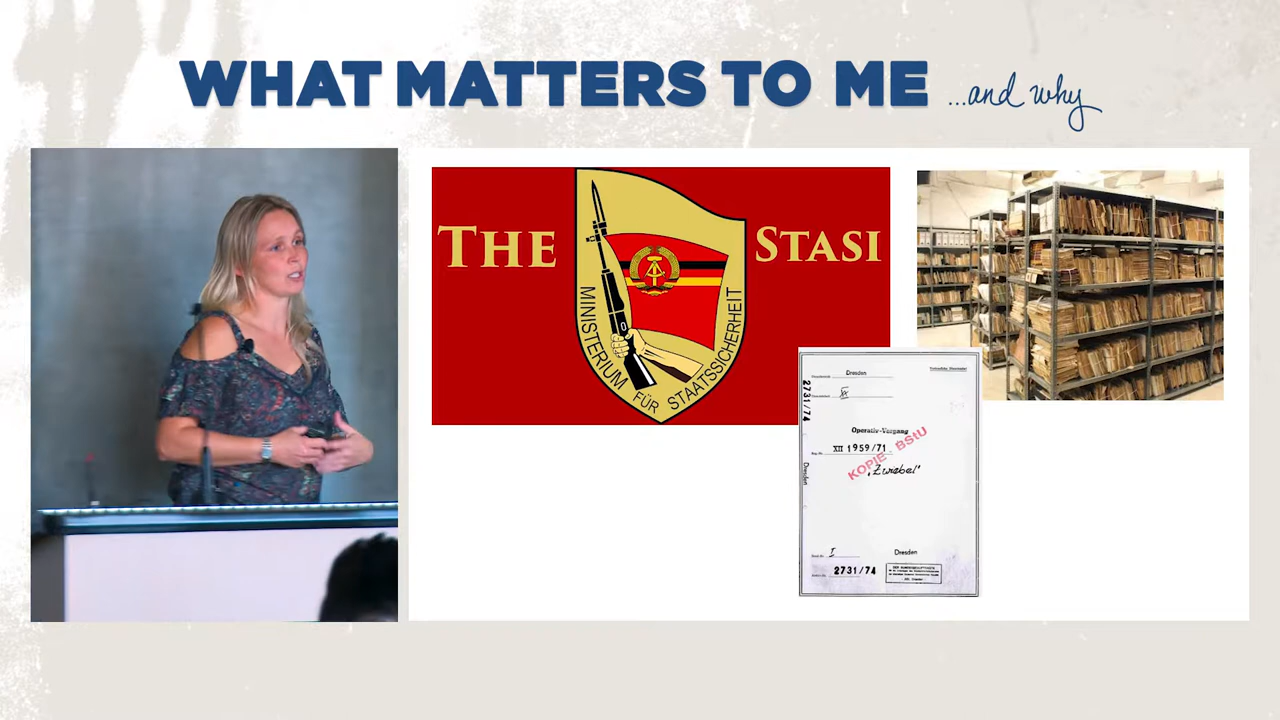 WHAT MATTERS TO ME ...and why
THE STASI
MINISTERIUM FÜR STAATSSICHERHEIT
Dresden
2731/74
Operativ-Vorgang
XII 1959/71
KOPIE BStU
„Zwiebel"
Dresden
I
Dresden
2731/74